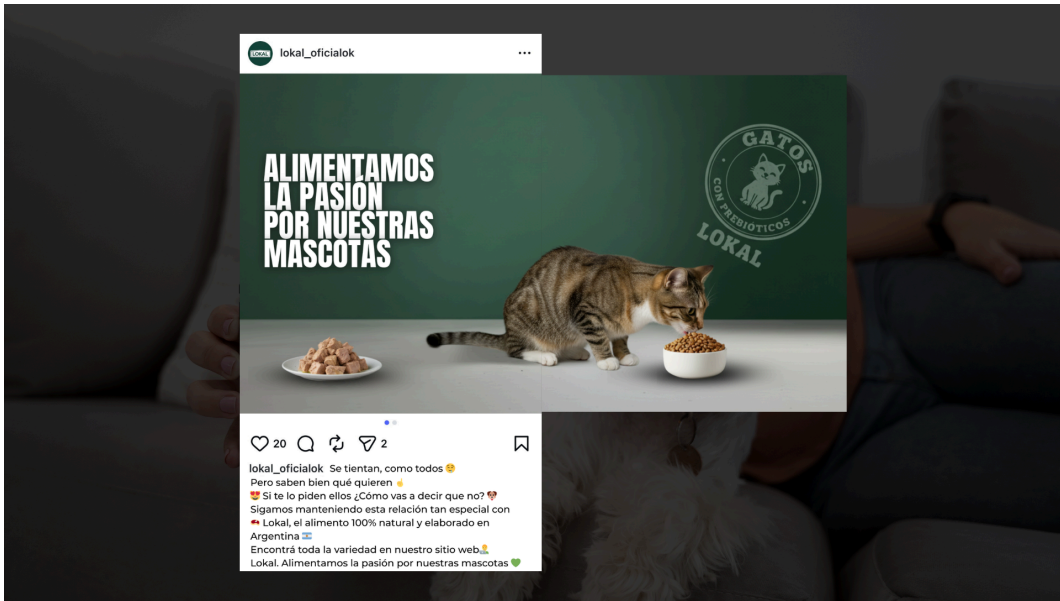 LOKAL
lokal_oficialok
ALIMENTAMOS
LA PASIÓN
POR NUESTRAS
MASCOTAS
GATOS
CON PREBIÓTICOS
LOKAL
20
2
lokal_oficialok Se tientan, como todos 😌
Pero saben bien qué quieren ☝
😍 Si te lo piden ellos ¿Cómo vas a decir que no? 🐶
Sigamos manteniendo esta relación tan especial con
🥩 Lokal, el alimento 100% natural y elaborado en
Argentina 🇦🇷
Encontrá toda la variedad en nuestro sitio web
Lokal. Alimentamos la pasión por nuestras mascotas 💚